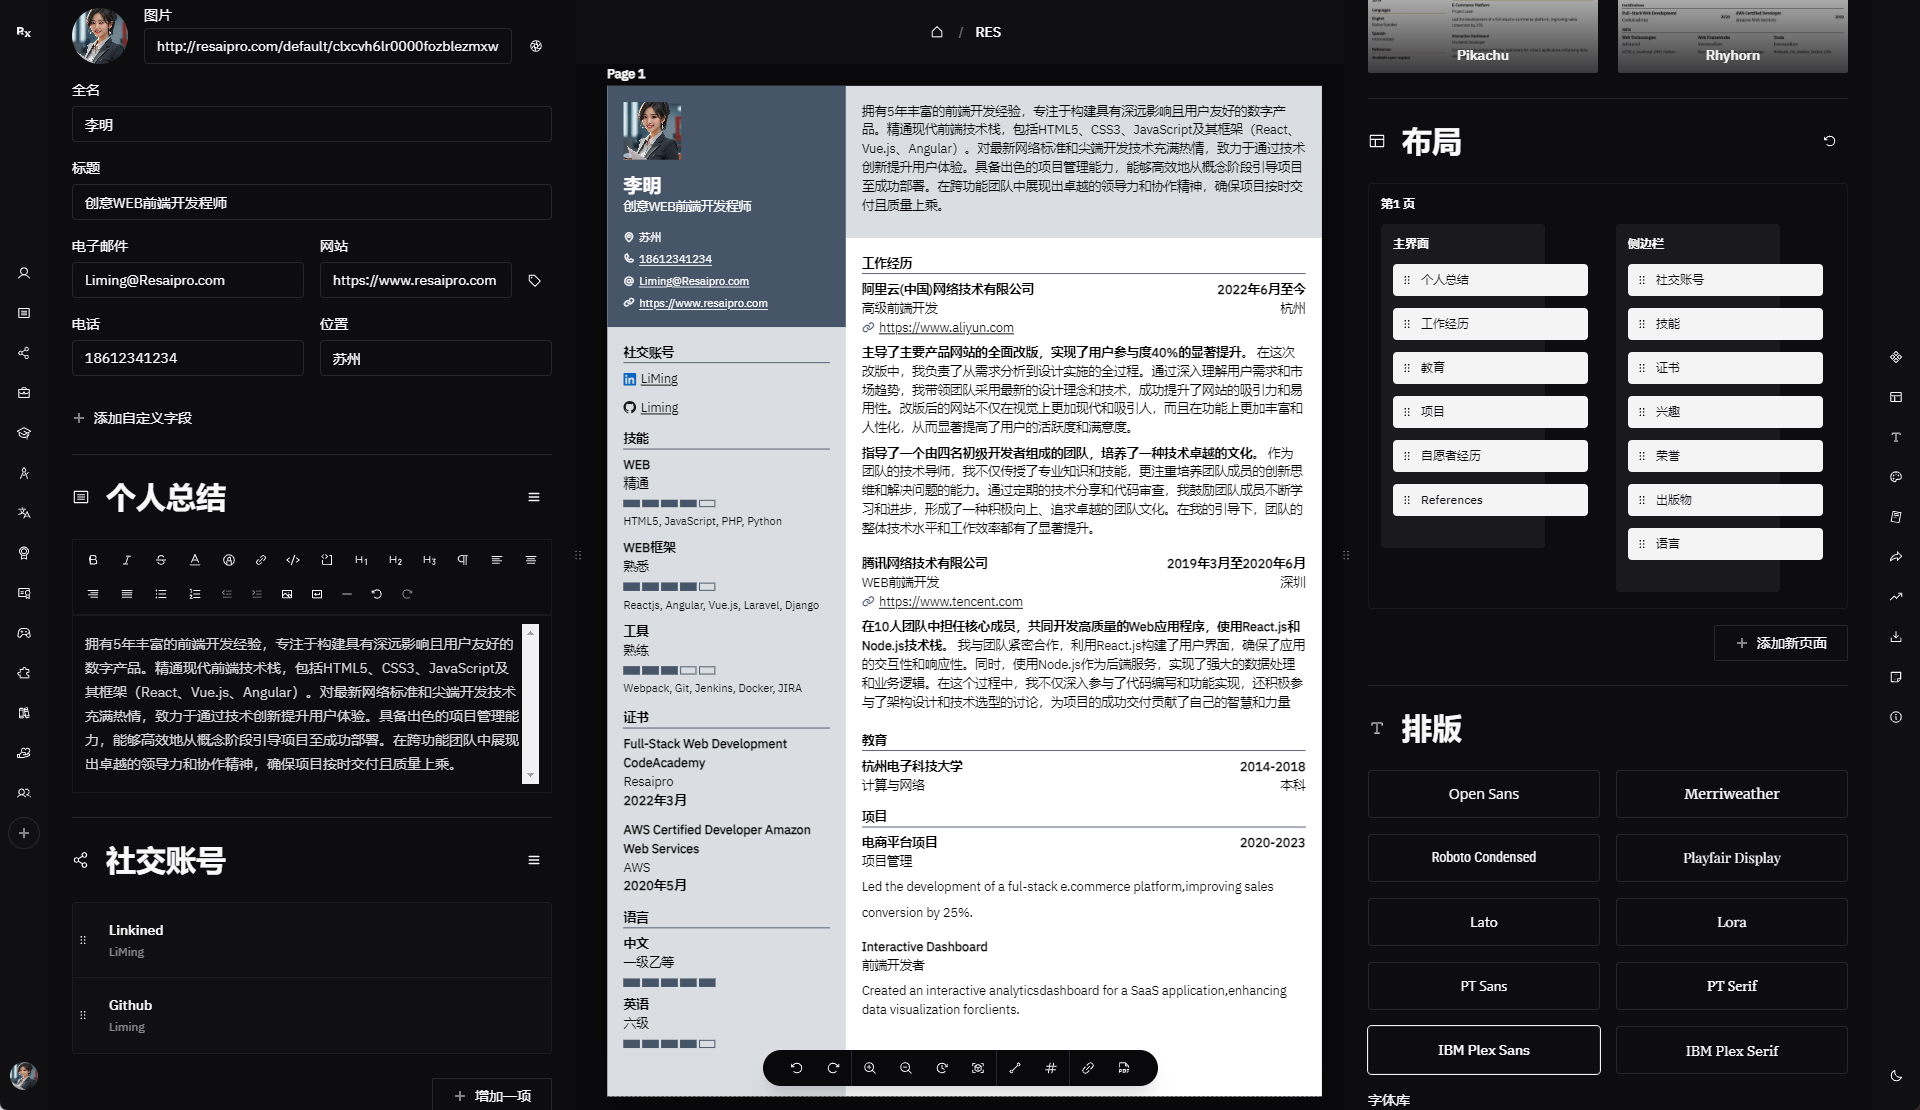 Rx
图片
http://resaipro.com/default/clxcvh6lr0000fozblezmxw
全名
李明
标题
创意WEB前端开发程师
电子邮件
网站
Liming@Resaipro.com
https://www.resaipro.com
电话
位置
18612341234
苏州
添加自定义字段
个人总结
拥有5年丰富的前端开发经验，专注于构建具有深远影响且用户友好的
数字产品。精通现代前端技术栈，包括HTML5、CSS3、JavaScript及
其框架（React、Vue.js、Angular）。对最新网络标准和尖端开发技术
充满热情，致力于通过技术创新提升用户体验。具备出色的项目管理能
力，能够高效地从概念阶段引导项目至成功部署。在跨功能团队中展现
出卓越的领导力和协作精神，确保项目按时交付且质量上乘。
社交账号
Linkined
LiMing
Github
Liming
增加一项
/ RES
Page 1
李明
创意WEB前端开发程师
苏州
18612341234
Liming@Resaipro.com
https://www.resaipro.com
社交账号
LiMing
Liming
技能
WEB
精通
HTML5, JavaScript, PHP, Python
WEB框架
熟悉
Reactjs, Angular, Vue.js, Laravel, Django
工具
熟练
Webpack, Git, Jenkins, Docker, JIRA
证书
Full-Stack Web Development
CodeAcademy
Resaipro
2022年3月
AWS Certified Developer Amazon
Web Services
AWS
2020年5月
语言
中文
一级乙等
英语
六级
拥有5年丰富的前端开发经验，专注于构建具有深远影响且用户友好的数字产
品。精通现代前端技术栈，包括HTML5、CSS3、JavaScript及其框架（React、
Vue.js、Angular）。对最新网络标准和尖端开发技术充满热情，致力于通过技术
创新提升用户体验。具备出色的项目管理能力，能够高效地从概念阶段引导项目
至成功部署。在跨功能团队中展现出卓越的领导力和协作精神，确保项目按时交
付且质量上乘。
工作经历
阿里云(中国)网络技术有限公司 2022年6月至今
高级前端开发 杭州
https://www.aliyun.com
主导了主要产品网站的全面改版，实现了用户参与度40%的显著提升。 在这次
改版中，我负责了从需求分析到设计实施的全过程。通过深入理解用户需求和市
场趋势，我带领团队采用最新的设计理念和技术，成功提升了网站的吸引力和易
用性。改版后的网站不仅在视觉上更加现代和吸引人，而且在功能上更加丰富和
人性化，从而显著提高了用户的活跃度和满意度。
指导了一个由四名初级开发者组成的团队，培养了一种技术卓越的文化。 作为
团队的技术导师，我不仅传授了专业知识和技能，更注重培养团队成员的创新思
维和解决问题的能力。通过定期的技术分享和代码审查，我鼓励团队成员不断学
习和进步，形成了一种积极向上、追求卓越的团队文化。在我的引导下，团队的
整体技术水平和工作效率都有了显著提升。
腾讯网络技术有限公司 2019年3月至2020年6月
WEB前端开发 深圳
https://www.tencent.com
在10人团队中担任核心成员，共同开发高质量的Web应用程序，使用React.js和
Node.js技术栈。 我与团队紧密合作，利用React.js构建了用户界面，确保了应用
的交互性和响应性。同时，使用Node.js作为后端服务，实现了强大的数据处理
和业务逻辑。在这个过程中，我不仅深入参与了代码编写和功能实现，还积极参
与了架构设计和技术选型的讨论，为项目的成功交付贡献了自己的智慧和力量
教育
杭州电子科技大学 2014-2018
计算与网络 本科
项目
电商平台项目 2020-2023
项目管理
Led the development of a ful-stack e.commerce platform,improving sales
conversion by 25%.
Interactive Dashboard
前端开发者
Created an interactive analyticsdashboard for a SaaS application,enhancing
data visualization forclients.
Pikachu
Rhyhorn
布局
第1 页
主界面
个人总结
工作经历
教育
项目
自愿者经历
References
侧边栏
社交账号
技能
证书
兴趣
荣誉
出版物
语言
添加新页面
排版
Open Sans
Merriweather
Roboto Condensed
Playfair Display
Lato
Lora
PT Sans
PT Serif
IBM Plex Sans
IBM Plex Serif
字体库